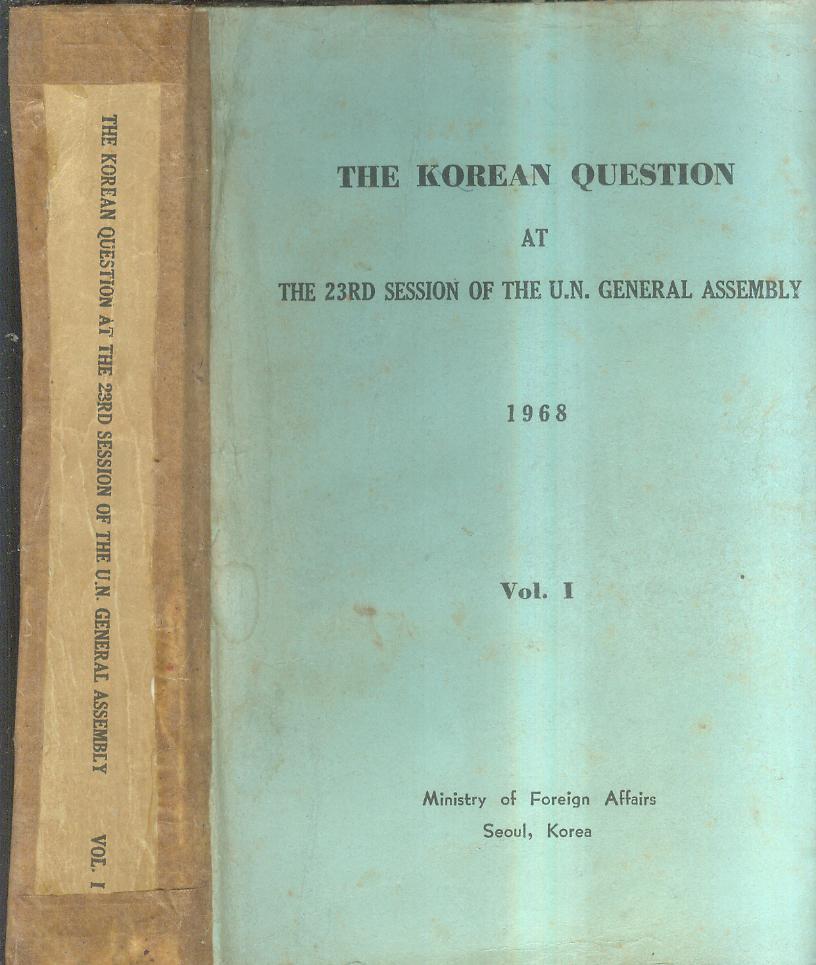 THE KOREAN QUESTION AT THE 23RD SESSION OF THE U.N. GENERAL ASSEMBLY VOL. I
THE KOREAN QUESTION
AT
THE 23RD SESSION OF THE U.N. GENERAL ASSEMBLY
1968
Vol. I
Ministry of Foreign Affairs
Seoul, Korea